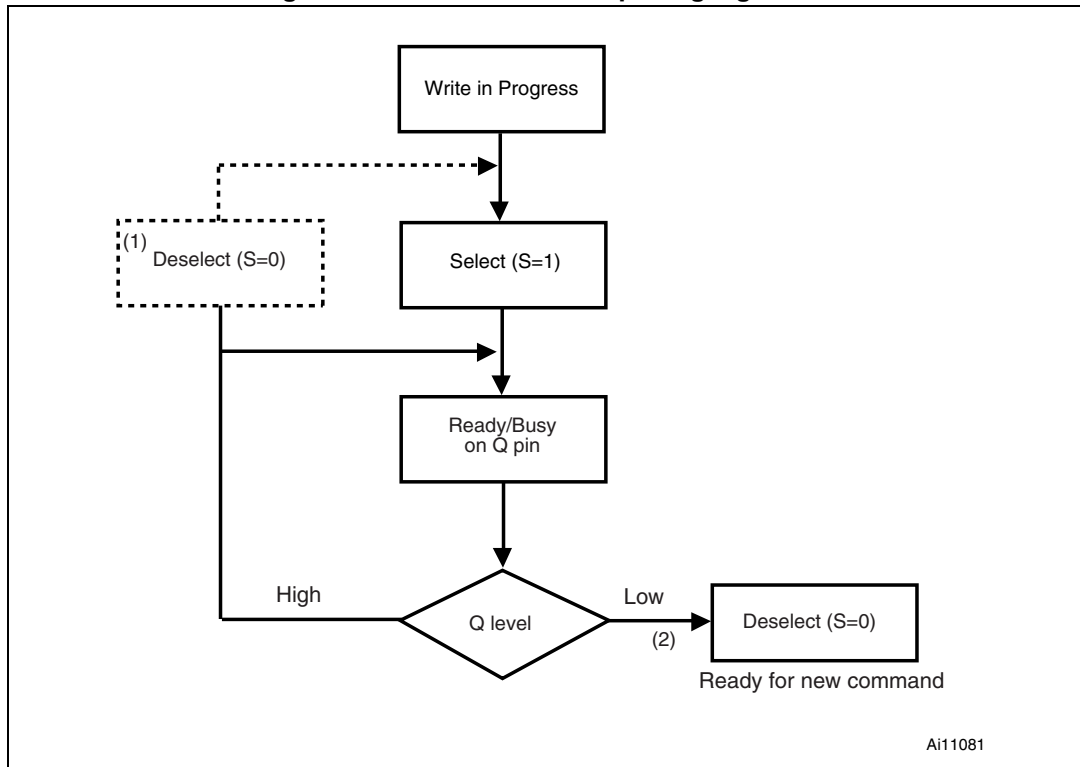 Write in Progress
(1)
Deselect (S=0)
Select (S=1)
Ready/Busy
on Q pin
High
Q level
Low
(2)
Deselect (S=0)
Ready for new command
Ai11081